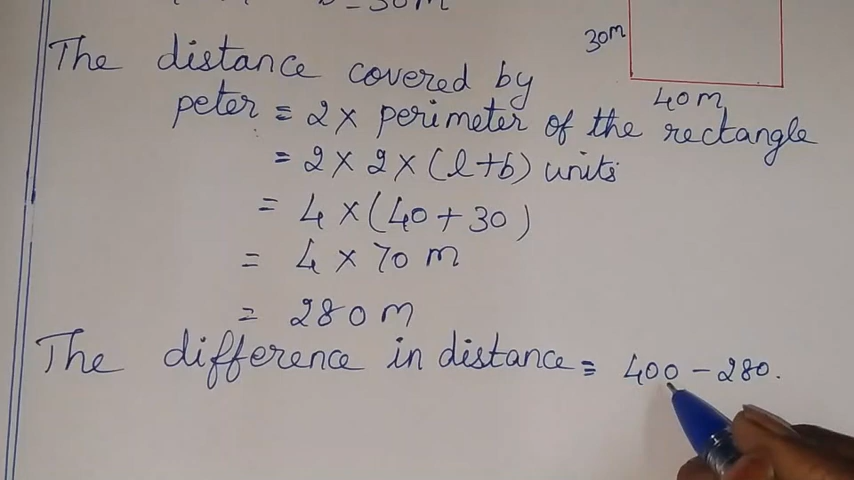 b = 30m
30m
40m
The distance covered by
peter = 2 × perimeter of the rectangle
= 2 × 2 × (l+b) units
= 4 × (40 + 30)
= 4 × 70 m
= 280 m
The difference in distance = 400 - 280.